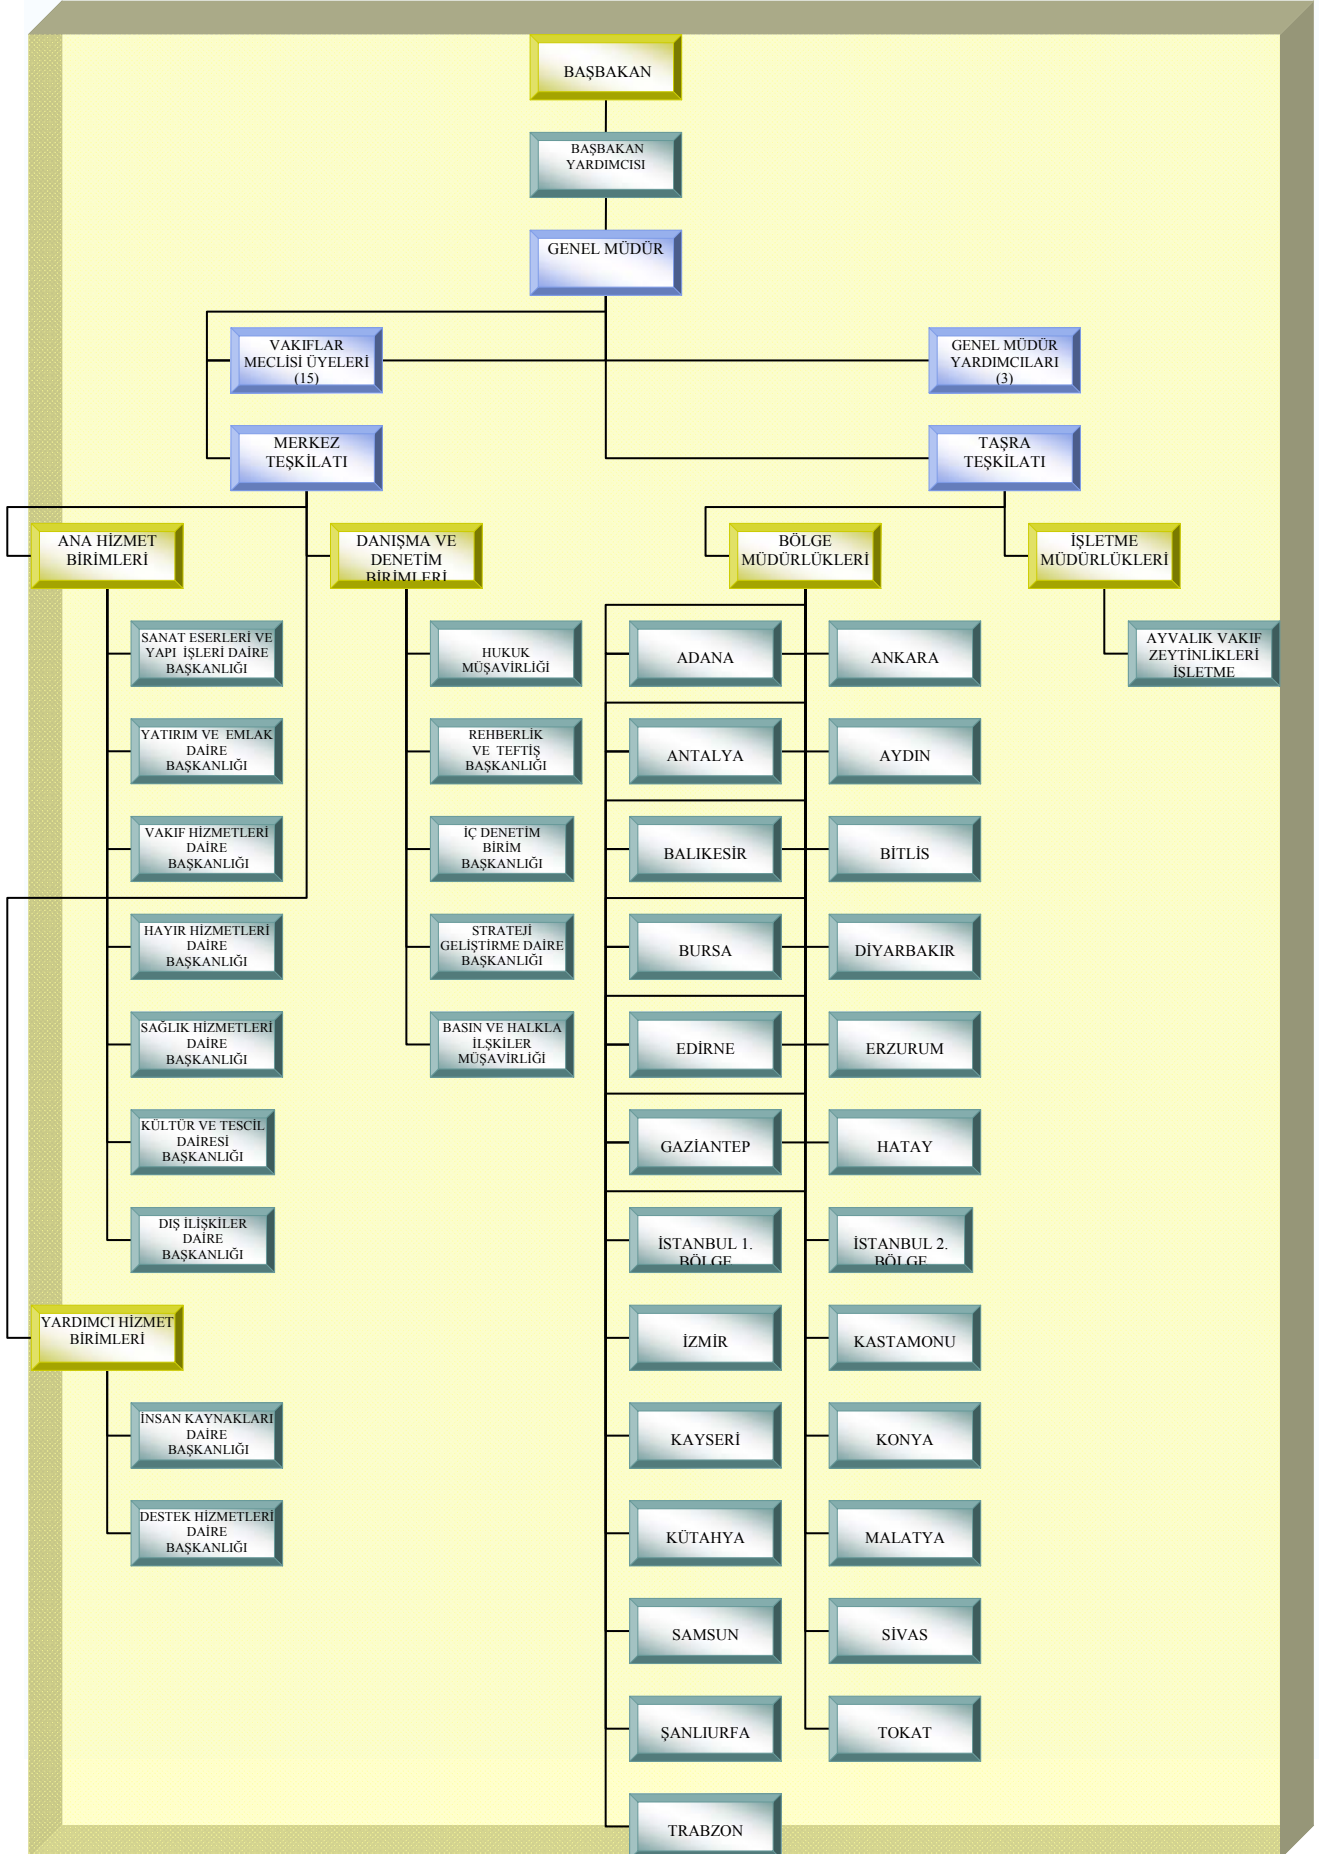 BAŞBAKAN
BAŞBAKAN
YARDIMCISI
GENEL MÜDÜR
VAKIFLAR
MECLİSİ ÜYELERİ
(15)
GENEL MÜDÜR
YARDIMCILARI
(3)
MERKEZ
TEŞKİLATI
TAŞRA
TEŞKİLATI
ANA HİZMET
BİRİMLERİ
DANIŞMA VE
DENETİM
BİRİMLERİ
BÖLGE
MÜDÜRLÜKLERİ
İŞLETME
MÜDÜRLÜKLERİ
SANAT ESERLERİ VE
YAPI İŞLERİ DAİRE
BAŞKANLIĞI
HUKUK
MÜŞAVİRLİĞİ
ADANA
ANKARA
AYVALIK VAKIF
ZEYTİNLİKLERİ
İŞLETME
YATIRIM VE EMLAK
DAİRE
BAŞKANLIĞI
REHBERLİK
VE TEFTİŞ
BAŞKANLIĞI
ANTALYA
AYDIN
VAKIF HİZMETLERİ
DAİRE
BAŞKANLIĞI
İÇ DENETİM
BİRİM
BAŞKANLIĞI
BALIKESİR
BİTLİS
HAYIR HİZMETLERİ
DAİRE
BAŞKANLIĞI
STRATEJİ
GELİŞTİRME DAİRE
BAŞKANLIĞI
BURSA
DİYARBAKIR
SAĞLIK HİZMETLERİ
DAİRE
BAŞKANLIĞI
BASIN VE HALKLA
İLŞKİLER
MÜŞAVİRLİĞİ
EDİRNE
ERZURUM
KÜLTÜR VE TESCİL
DAİRESİ
BAŞKANLIĞI
GAZİANTEP
HATAY
DIŞ İLİŞKİLER
DAİRE
BAŞKANLIĞI
İSTANBUL 1.
BÖLGE
İSTANBUL 2.
BÖLGE
YARDIMCI HİZMET
BİRİMLERİ
İZMİR
KASTAMONU
İNSAN KAYNAKLARI
DAİRE
BAŞKANLIĞI
KAYSERİ
KONYA
DESTEK HİZMETLERİ
DAİRE
BAŞKANLIĞI
KÜTAHYA
MALATYA
SAMSUN
SİVAS
ŞANLIURFA
TOKAT
TRABZON